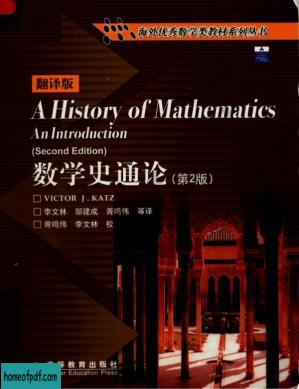 海外优秀数学类教材系列丛书
翻译版
A History of Mathematics
An Introduction
(Second Edition)
数学史通论(第2版)
VICTOR J. KATZ
李文林 邹建成 胥鸣伟 等译
胥鸣伟 李文林 校
高等教育出版社
Higher Education Press
homeofpdf.com